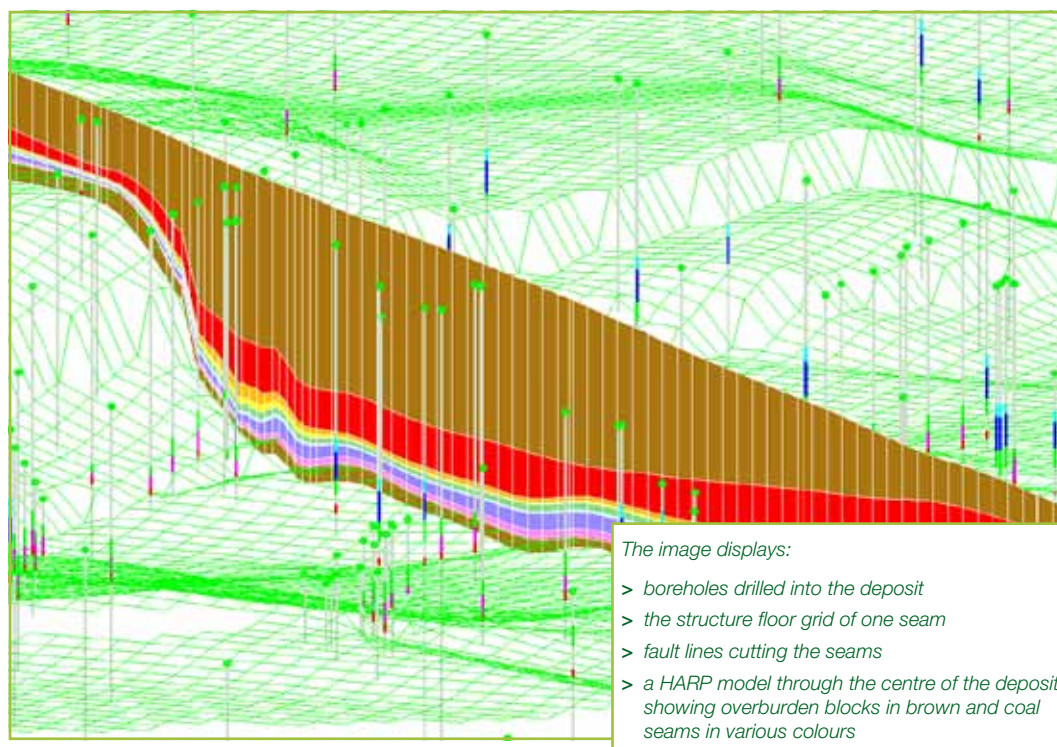 The image displays:
> boreholes drilled into the deposit
> the structure floor grid of one seam
> fault lines cutting the seams
> a HARP model through the centre of the deposit
showing overburden blocks in brown and coal
seams in various colours